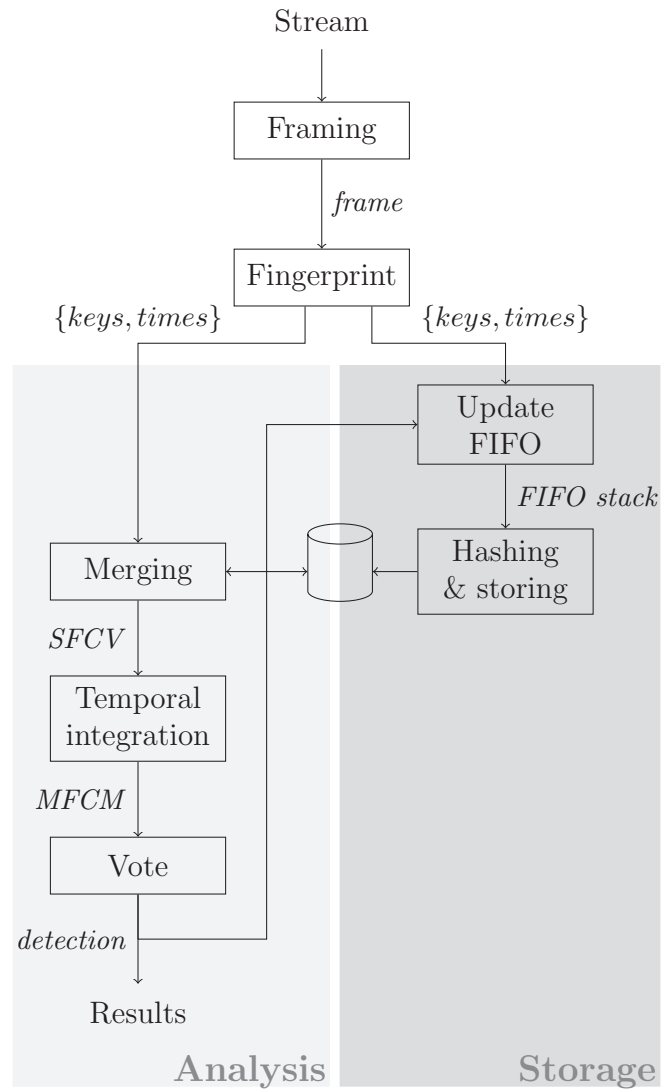 Stream
Framing
frame
Fingerprint
{keys, times}
{keys, times}
Update
FIFO
FIFO stack
Merging
Hashing
& storing
SFCV
Temporal
integration
MFCM
Vote
detection
Results
Analysis
Storage